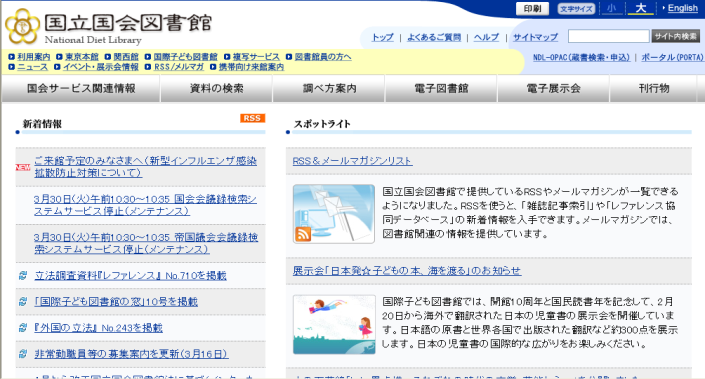 印刷 文字サイズ 小 大 English
国立国会図書館
National Diet Library
トップ | よくあるご質問 | ヘルプ | サイトマップ サイト内検索
利用案内 東京本館 関西館 国際子ども図書館 複写サービス 図書館員の方へ
NDL-OPAC(蔵書検索・申込) | ポータル(PORTA)
ニュース イベント・展示会情報 RSS/メルマガ 携帯向け来館案内
国会サービス関連情報 資料の検索 調べ方案内 電子図書館 電子展示会 刊行物
新着情報 RSS
NEW ご来館予定のみなさまへ(新型インフルエンザ感染
拡散防止対策について)
3月30日(火)午前10:30～10:35 国会会議録検索シ
ステムサービス停止(メンテナンス)
3月30日(火)午前10:30～10:35 帝国議会会議録検
索システムサービス停止(メンテナンス)
立法調査資料『レファレンス』 No.710を掲載
「国際子ども図書館の窓」10号を掲載
『外国の立法』 No.243を掲載
非常勤職員等の募集案内を更新(3月16日)
スポットライト
RSS＆メールマガジンリスト
国立国会図書館で提供しているRSSやメールマガジンが一覧できる
ようになりました。RSSを使うと、「雑誌記事索引」や「レファレンス協
同データベース」の新着情報を入手できます。メールマガジンでは、
図書館関連の情報を提供しています。
展示会「日本発☆子どもの本、海を渡る」のお知らせ
国際子ども図書館では、開館10周年と国民読書年を記念して、2月
20日から海外で翻訳された日本の児童書の展示会を開催していま
す。日本語の原書と世界各国で出版された翻訳など約300点を展示
します。日本の児童書の国際的な広がりをお楽しみください。